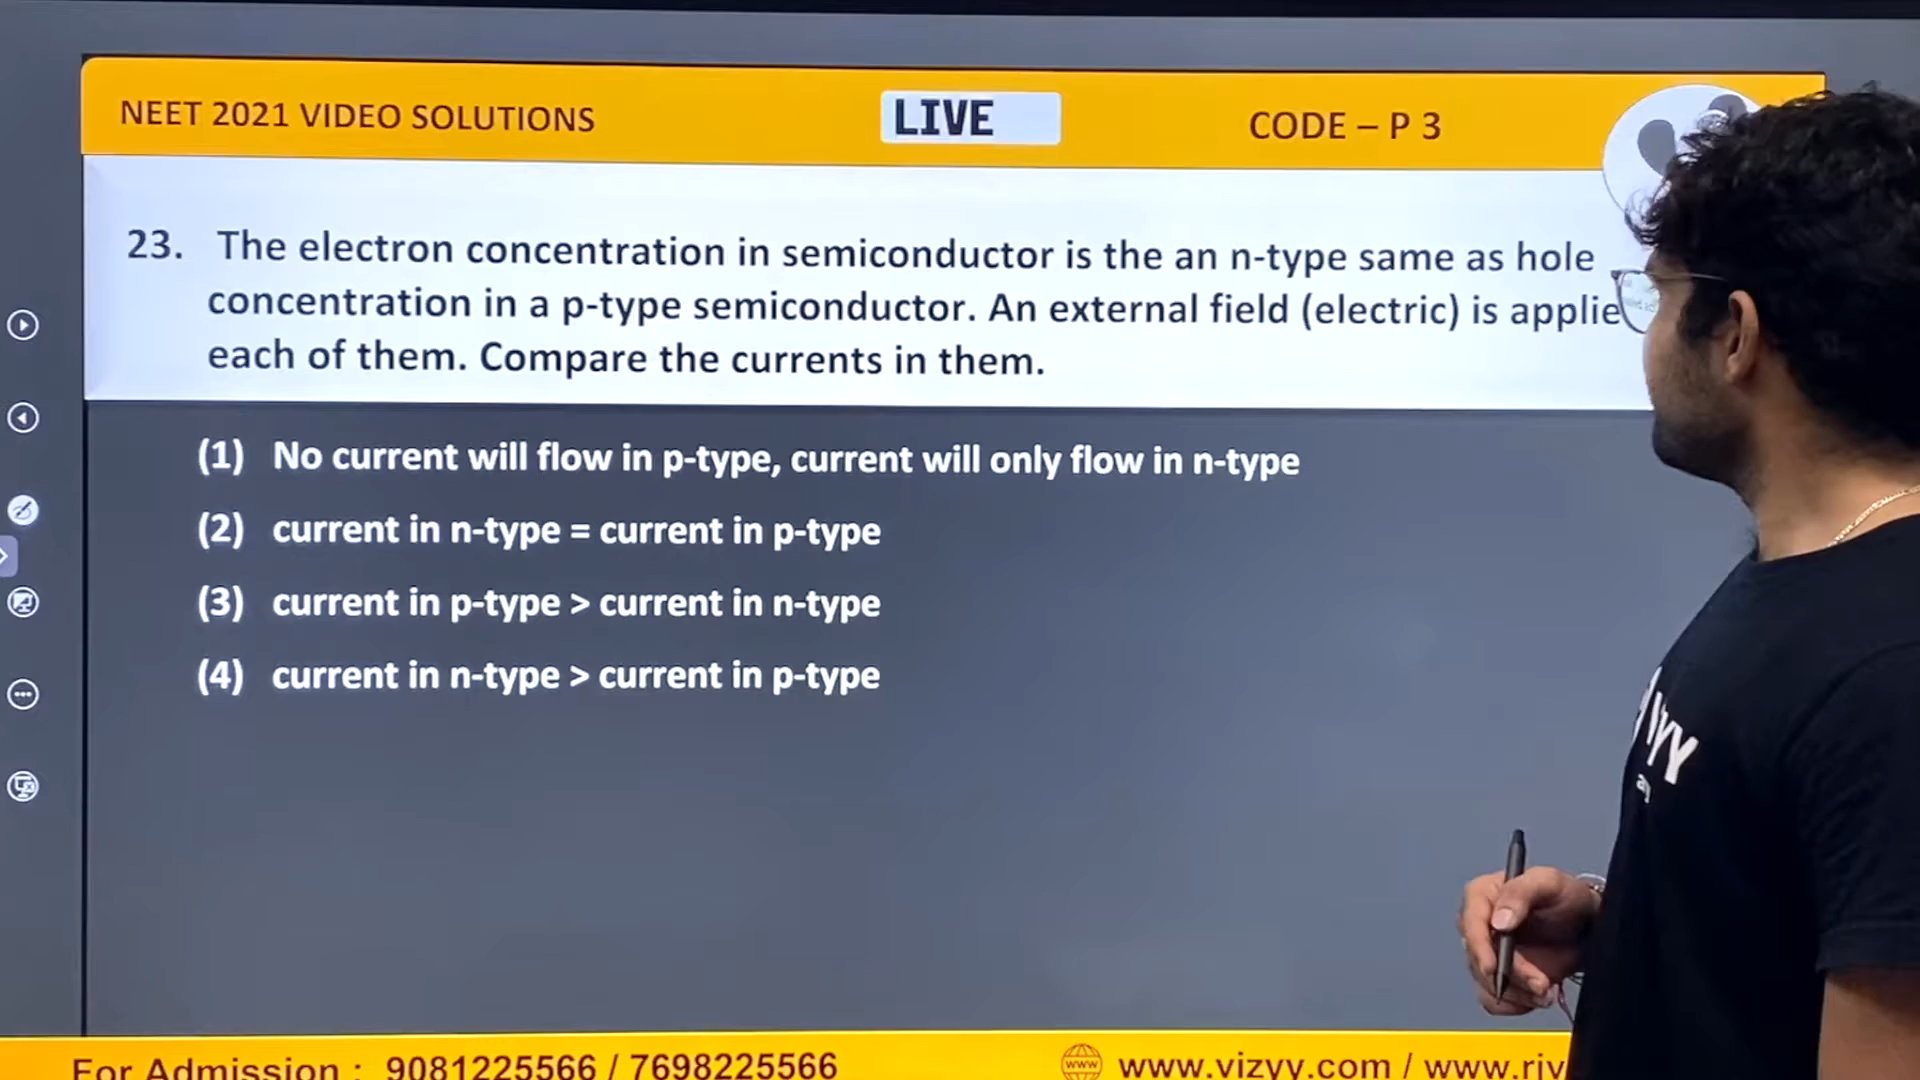 NEET 2021 VIDEO SOLUTIONS LIVE CODE – P 3
23. The electron concentration in semiconductor is the an n-type same as hole
concentration in a p-type semiconductor. An external field (electric) is applie
each of them. Compare the currents in them.
(1) No current will flow in p-type, current will only flow in n-type
(2) current in n-type = current in p-type
(3) current in p-type > current in n-type
(4) current in n-type > current in p-type
For Admission : 9081225566 / 7698225566 www www.vizyy.com / www.rjv